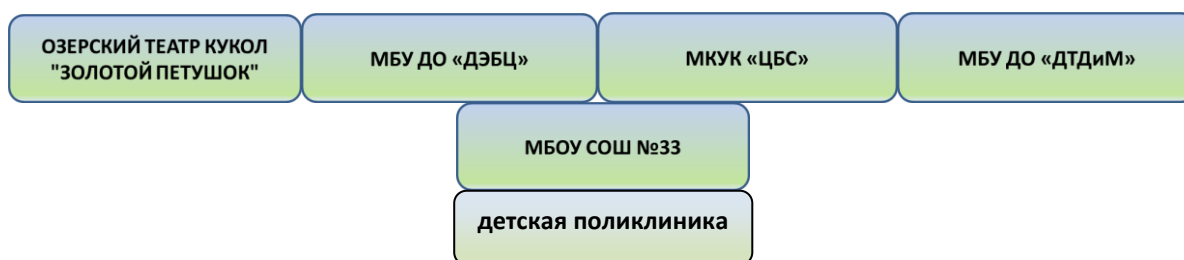 ОЗЕРСКИЙ ТЕАТР КУКОЛ
"ЗОЛОТОЙ ПЕТУШОК"
МБУ ДО «ДЭБЦ»
МКУК «ЦБС»
МБУ ДО «ДТДиМ»
МБОУ СОШ №33
детская поликлиника